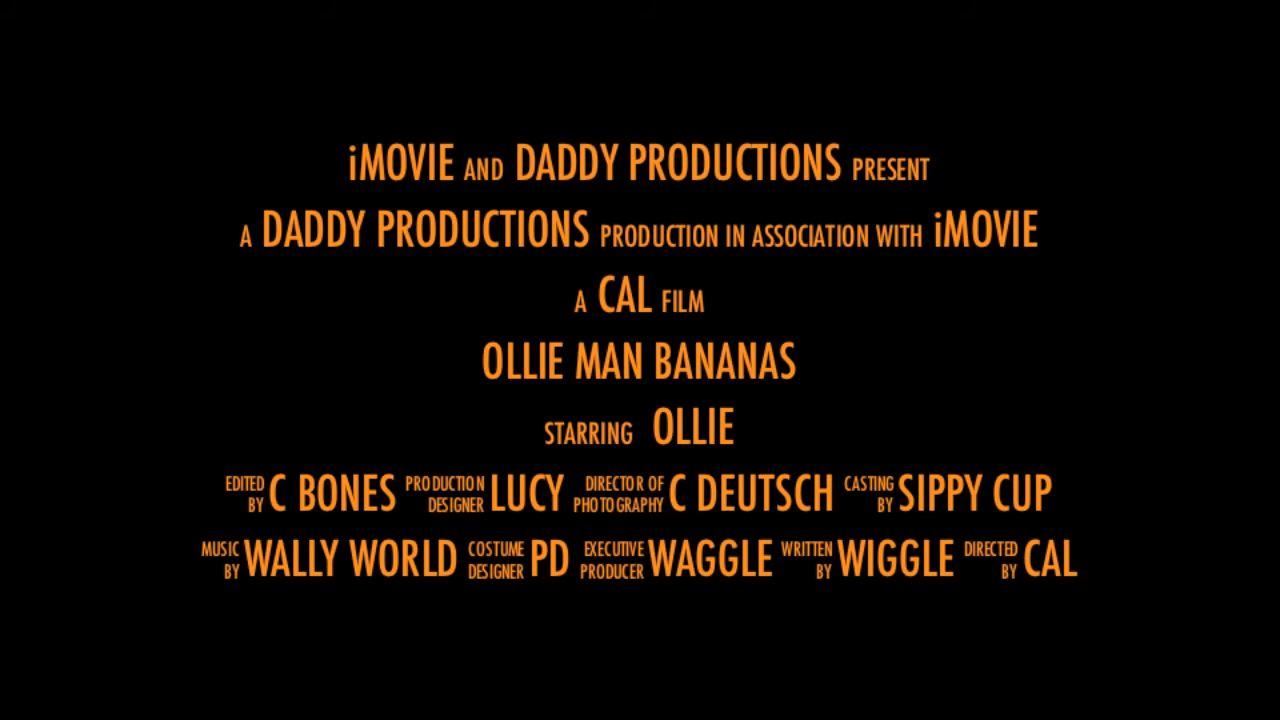 iMOVIE AND DADDY PRODUCTIONS PRESENT
A DADDY PRODUCTIONS PRODUCTION IN ASSOCIATION WITH iMOVIE
A CAL FILM
OLLIE MAN BANANAS
STARRING OLLIE
EDITED BY C BONES PRODUCTION DESIGNER LUCY DIRECTOR OF PHOTOGRAPHY C DEUTSCH CASTING BY SIPPY CUP
MUSIC BY WALLY WORLD COSTUME DESIGNER PD EXECUTIVE PRODUCER WAGGLE WRITTEN BY WIGGLE DIRECTED BY CAL